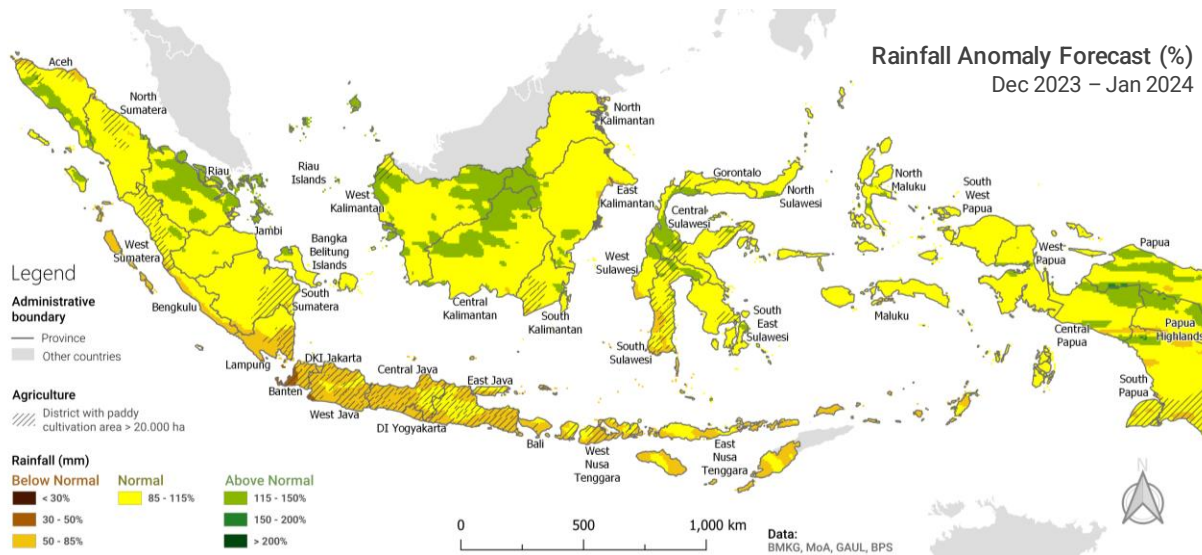 Rainfall Anomaly Forecast (%)
Dec 2023 – Jan 2024
Aceh
North
Sumatera
Riau
Riau
Islands
Jambi
West
Sumatera
Bengkulu
Bangka
Belitung
Islands
South
Sumatera
Lampung
DKI Jakarta
Banten
West Java
Central Java
DI Yogyakarta
East Java
Bali
West
Nusa
Tenggara
East
Nusa
Tenggara
West
Kalimantan
Central
Kalimantan
South
Kalimantan
East
Kalimantan
North
Kalimantan
Gorontalo
North
Sulawesi
Central
Sulawesi
West
Sulawesi
South
Sulawesi
South
East
Sulawesi
North
Maluku
Maluku
South
West
Papua
West
Papua
Papua
Central
Papua
Papua
Highlands
South
Papua
Legend
Administrative
boundary
Province
Other countries
Agriculture
District with paddy
cultivation area > 20.000 ha
Rainfall (mm)
Below Normal
Normal
Above Normal
< 30%
85 - 115%
115 - 150%
30 - 50%
150 - 200%
50 - 85%
> 200%
0
500
1,000 km
Data:
BMKG, MoA, GAUL, BPS
N